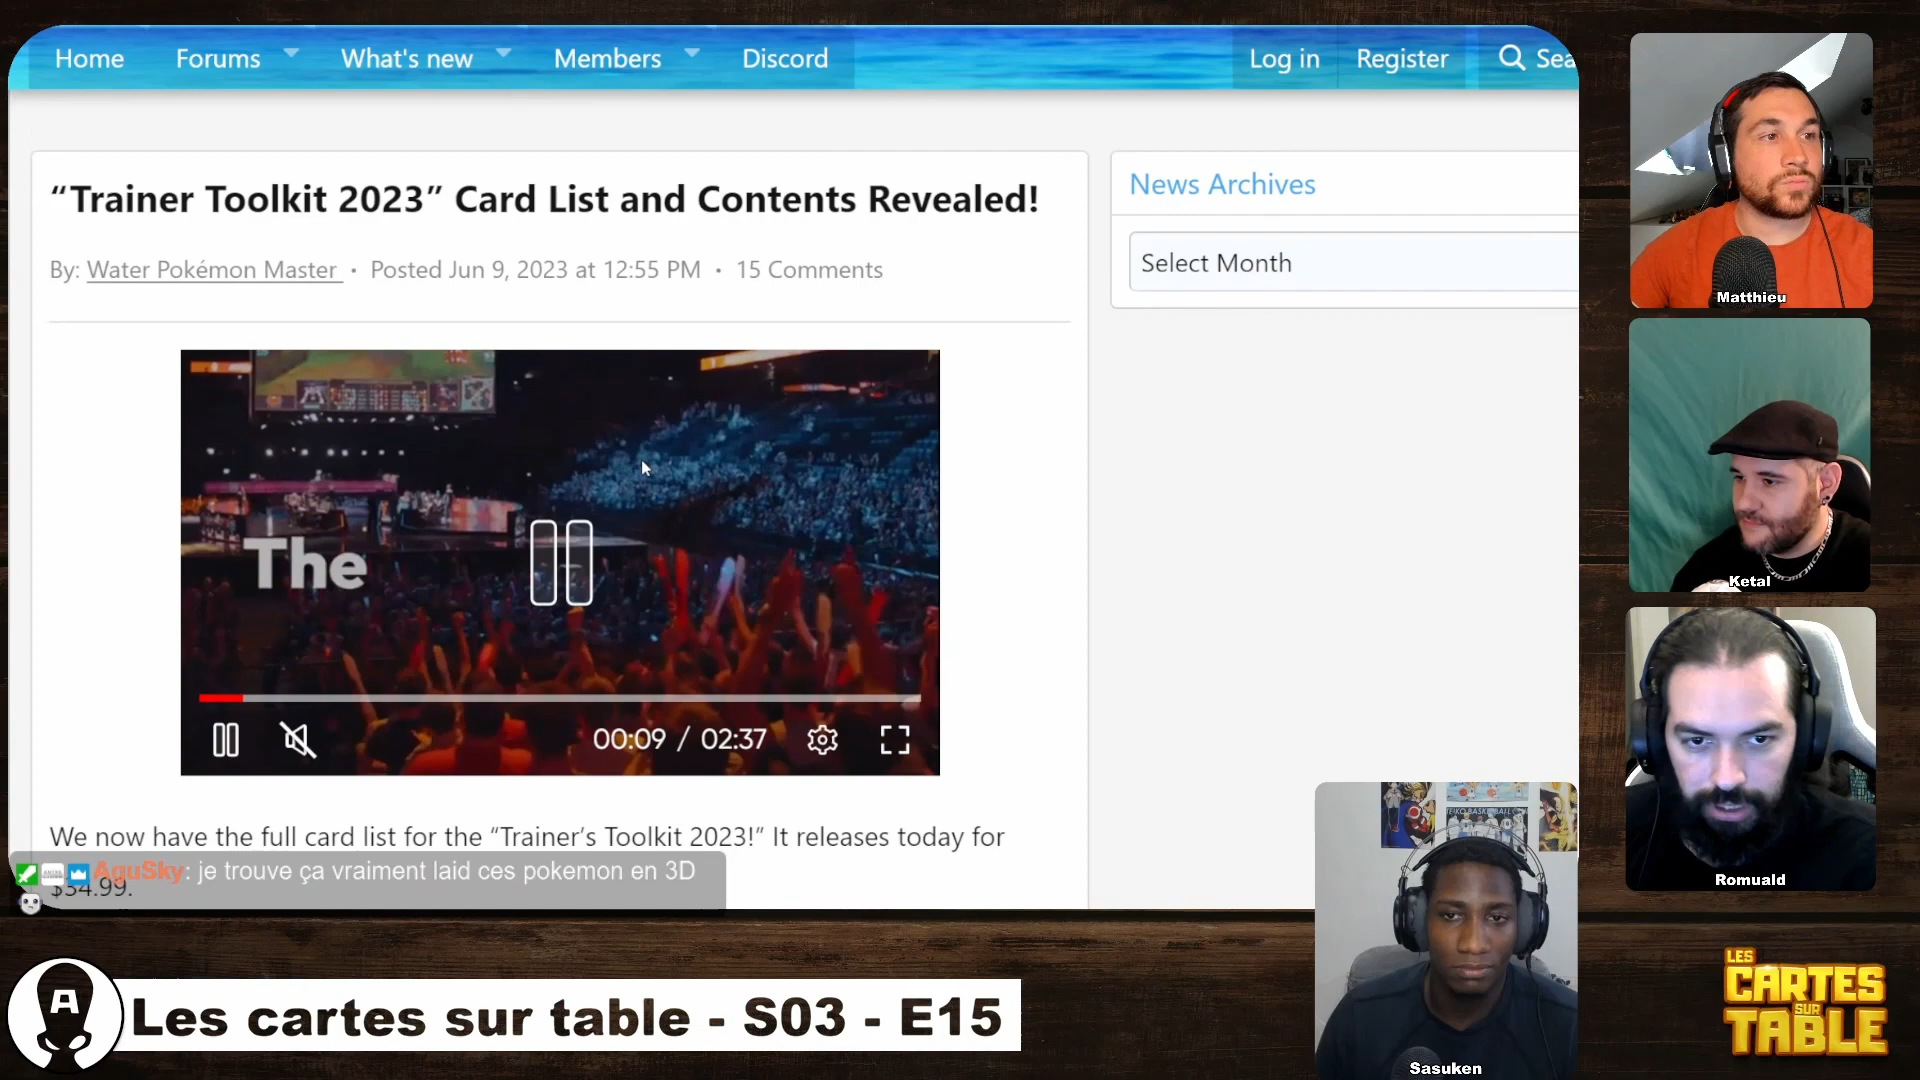 Home Forums What's new Members Discord Log in Register Sea
“Trainer Toolkit 2023” Card List and Contents Revealed!
By: Water Pokémon Master · Posted Jun 9, 2023 at 12:55 PM · 15 Comments
News Archives
Select Month
The
00:09 / 02:37
We now have the full card list for the “Trainer’s Toolkit 2023!” It releases today for
$34.99.
AguSky: je trouve ça vraiment laid ces pokemon en 3D
Matthieu
Ketal
Romuald
Sasuken
A
Les cartes sur table - S03 - E15
LES
CARTES
SUR
TABLE